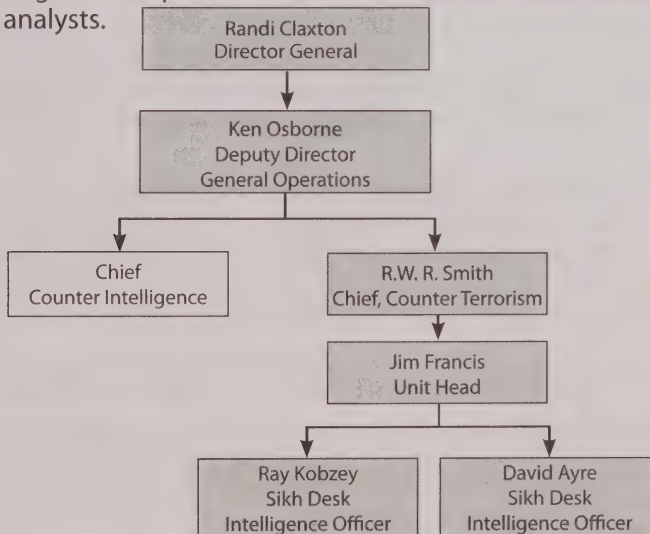 analysts.
Randi Claxton
Director General
Ken Osborne
Deputy Director
General Operations
Chief
Counter Intelligence
R.W. R. Smith
Chief, Counter Terrorism
Jim Francis
Unit Head
Ray Kobzey
Sikh Desk
Intelligence Officer
David Ayre
Sikh Desk
Intelligence Officer